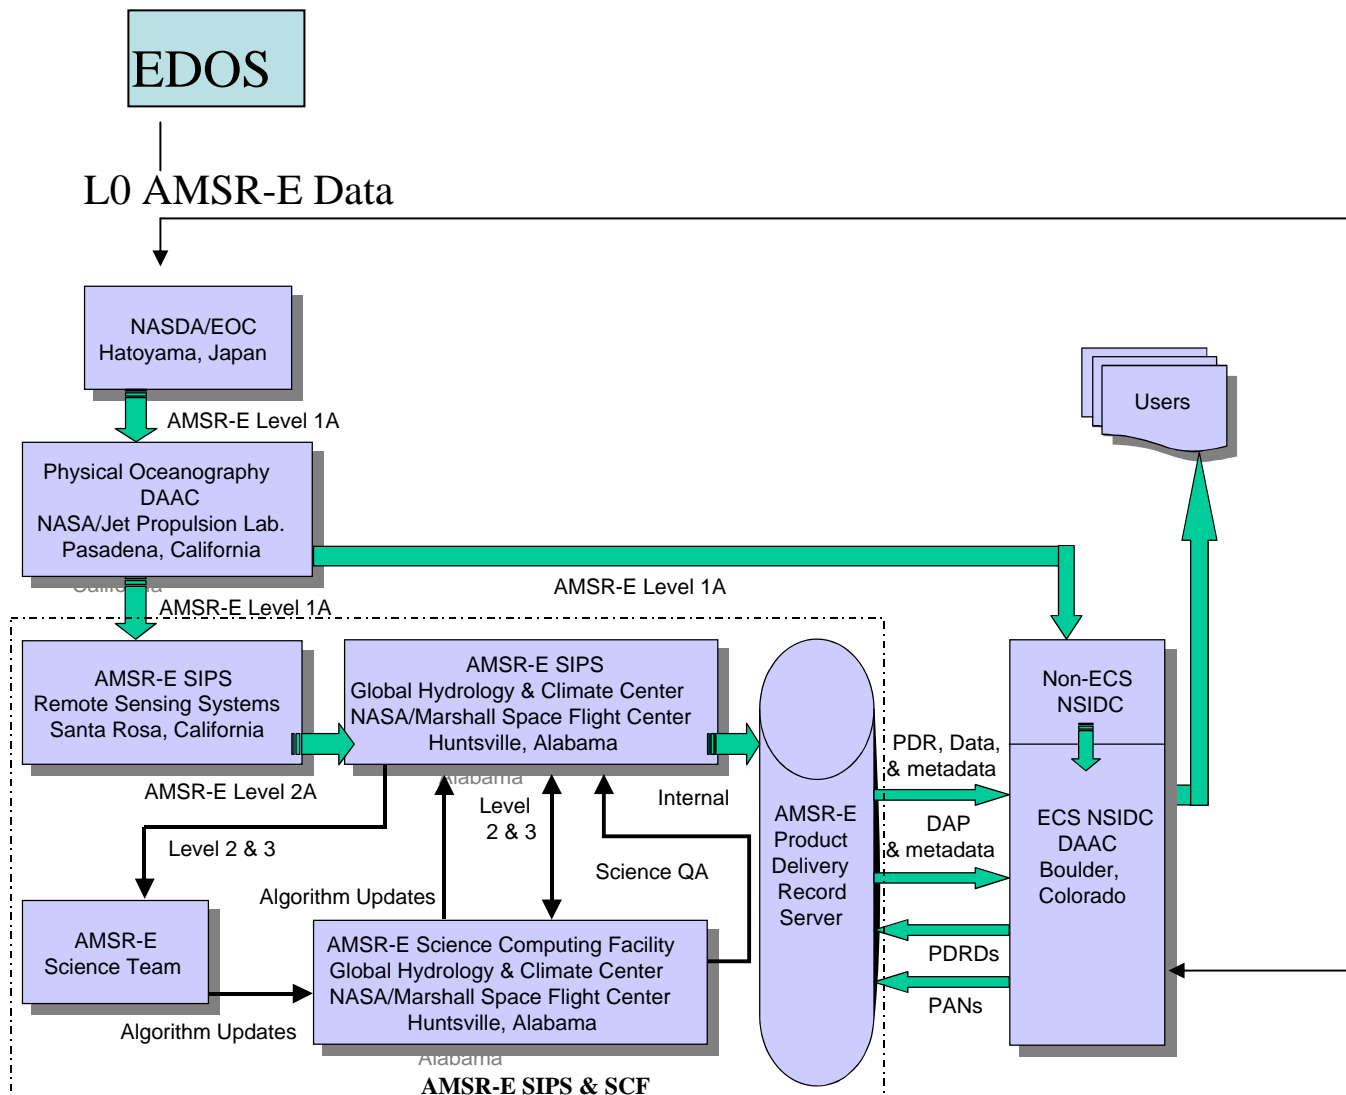 EDOS
L0 AMSR-E Data
NASDA/EOC
Hatoyama, Japan
AMSR-E Level 1A
Users
Physical Oceanography
DAAC
NASA/Jet Propulsion Lab.
Pasadena, California
California
AMSR-E Level 1A
AMSR-E Level 1A
AMSR-E SIPS
Remote Sensing Systems
Santa Rosa, California
AMSR-E SIPS
Global Hydrology & Climate Center
NASA/Marshall Space Flight Center
Huntsville, Alabama
Alabama
Non-ECS
NSIDC
PDR, Data,
& metadata
AMSR-E Level 2A
Level
2 & 3
Internal
AMSR-E
Product
Delivery
Record
Server
DAP
& metadata
ECS NSIDC
DAAC
Boulder,
Colorado
Level 2 & 3
Science QA
Algorithm Updates
AMSR-E
Science Team
AMSR-E Science Computing Facility
Global Hydrology & Climate Center
NASA/Marshall Space Flight Center
Huntsville, Alabama
Alabama
PDRDs
PANs
Algorithm Updates
AMSR-E SIPS & SCF